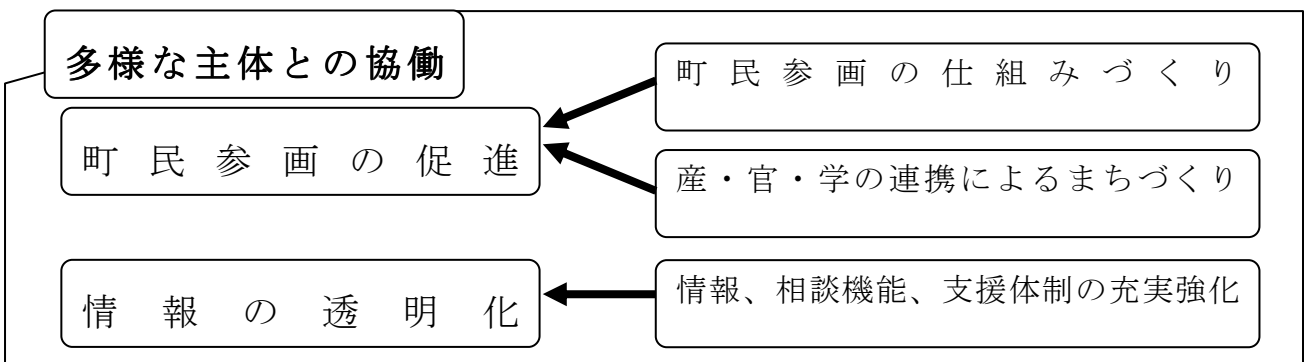 多様な主体との協働
町民参画の促進
町民参画の仕組みづくり
産・官・学の連携によるまちづくり
情報の透明化
情報、相談機能、支援体制の充実強化